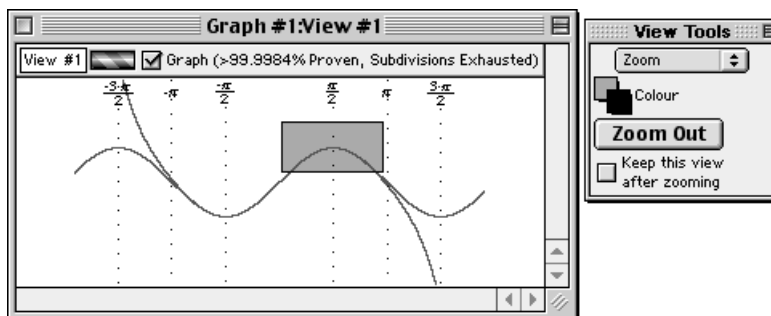 Graph #1:View #1
View #1 Graph (>99.9984% Proven, Subdivisions Exhausted)
-3·π/2 -π -π/2 π/2 π 3·π/2
View Tools
Zoom
Colour
Zoom Out
Keep this view
after zooming